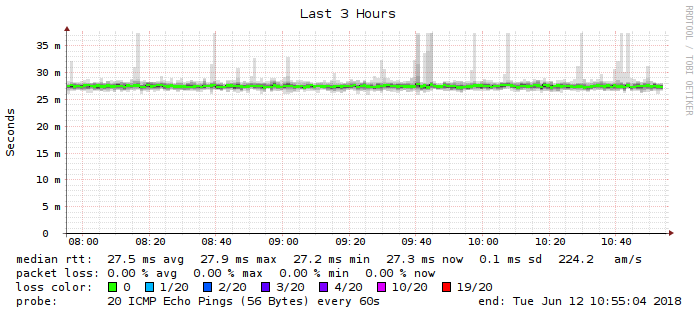 Last 3 Hours
RRDTOOL / TOBI OETIKER
Seconds
35 m
30 m
25 m
20 m
15 m
10 m
5 m
0
08:00 08:20 08:40 09:00 09:20 09:40 10:00 10:20 10:40
median rtt: 27.5 ms avg 27.9 ms max 27.2 ms min 27.3 ms now 0.1 ms sd 224.2 am/s
packet loss: 0.00 % avg 0.00 % max 0.00 % min 0.00 % now
loss color: 0 1/20 2/20 3/20 4/20 10/20 19/20
probe: 20 ICMP Echo Pings (56 Bytes) every 60s end: Tue Jun 12 10:55:04 2018